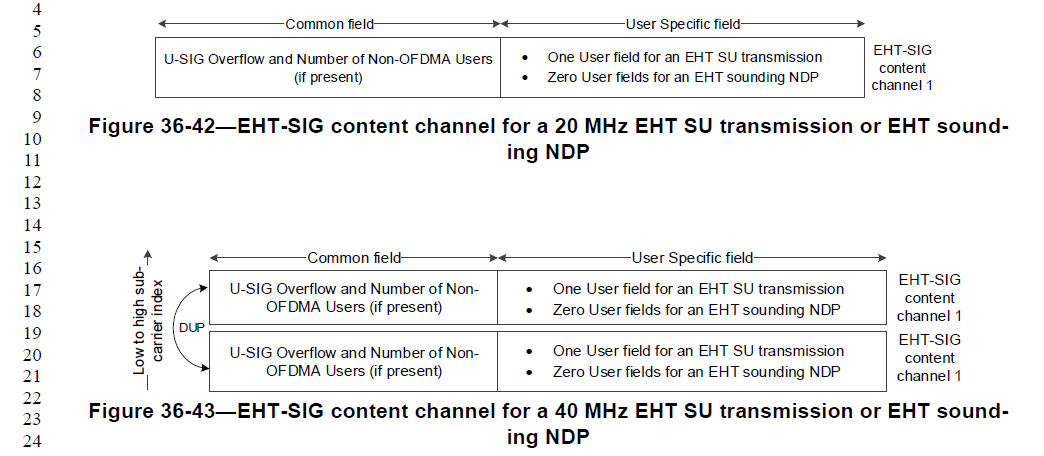 4
5
6
7
8
9
10
11
12
13
14
15
16
17
18
19
20
21
22
23
24
Common field
User Specific field
U-SIG Overflow and Number of Non-OFDMA Users
(if present)
• One User field for an EHT SU transmission
• Zero User fields for an EHT sounding NDP
EHT-SIG
content
channel 1
Figure 36-42—EHT-SIG content channel for a 20 MHz EHT SU transmission or EHT sound-
ing NDP
Low to high sub-
carrier index
DUP
Common field
User Specific field
U-SIG Overflow and Number of Non-
OFDMA Users (if present)
• One User field for an EHT SU transmission
• Zero User fields for an EHT sounding NDP
EHT-SIG
content
channel 1
U-SIG Overflow and Number of Non-
OFDMA Users (if present)
• One User field for an EHT SU transmission
• Zero User fields for an EHT sounding NDP
EHT-SIG
content
channel 1
Figure 36-43—EHT-SIG content channel for a 40 MHz EHT SU transmission or EHT sound-
ing NDP